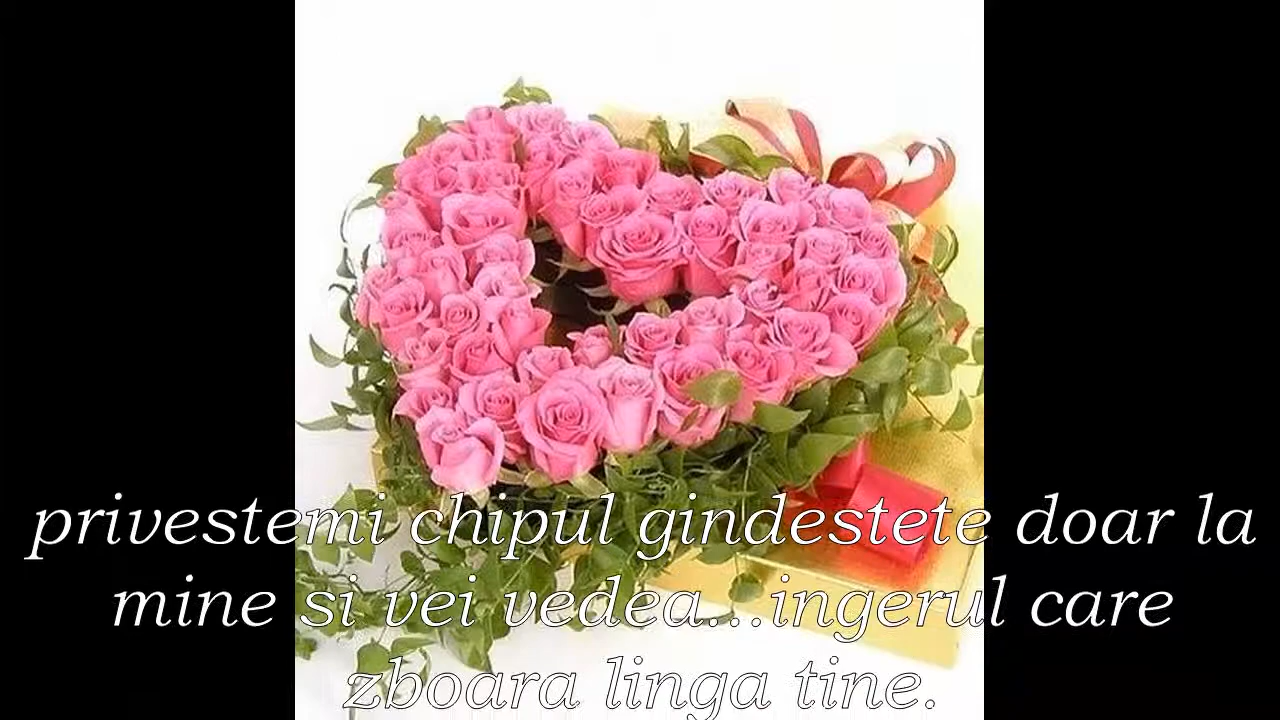 privestemi chipul gindestete doar la
mine si vei vedea...ingerul care
zboara linga tine.